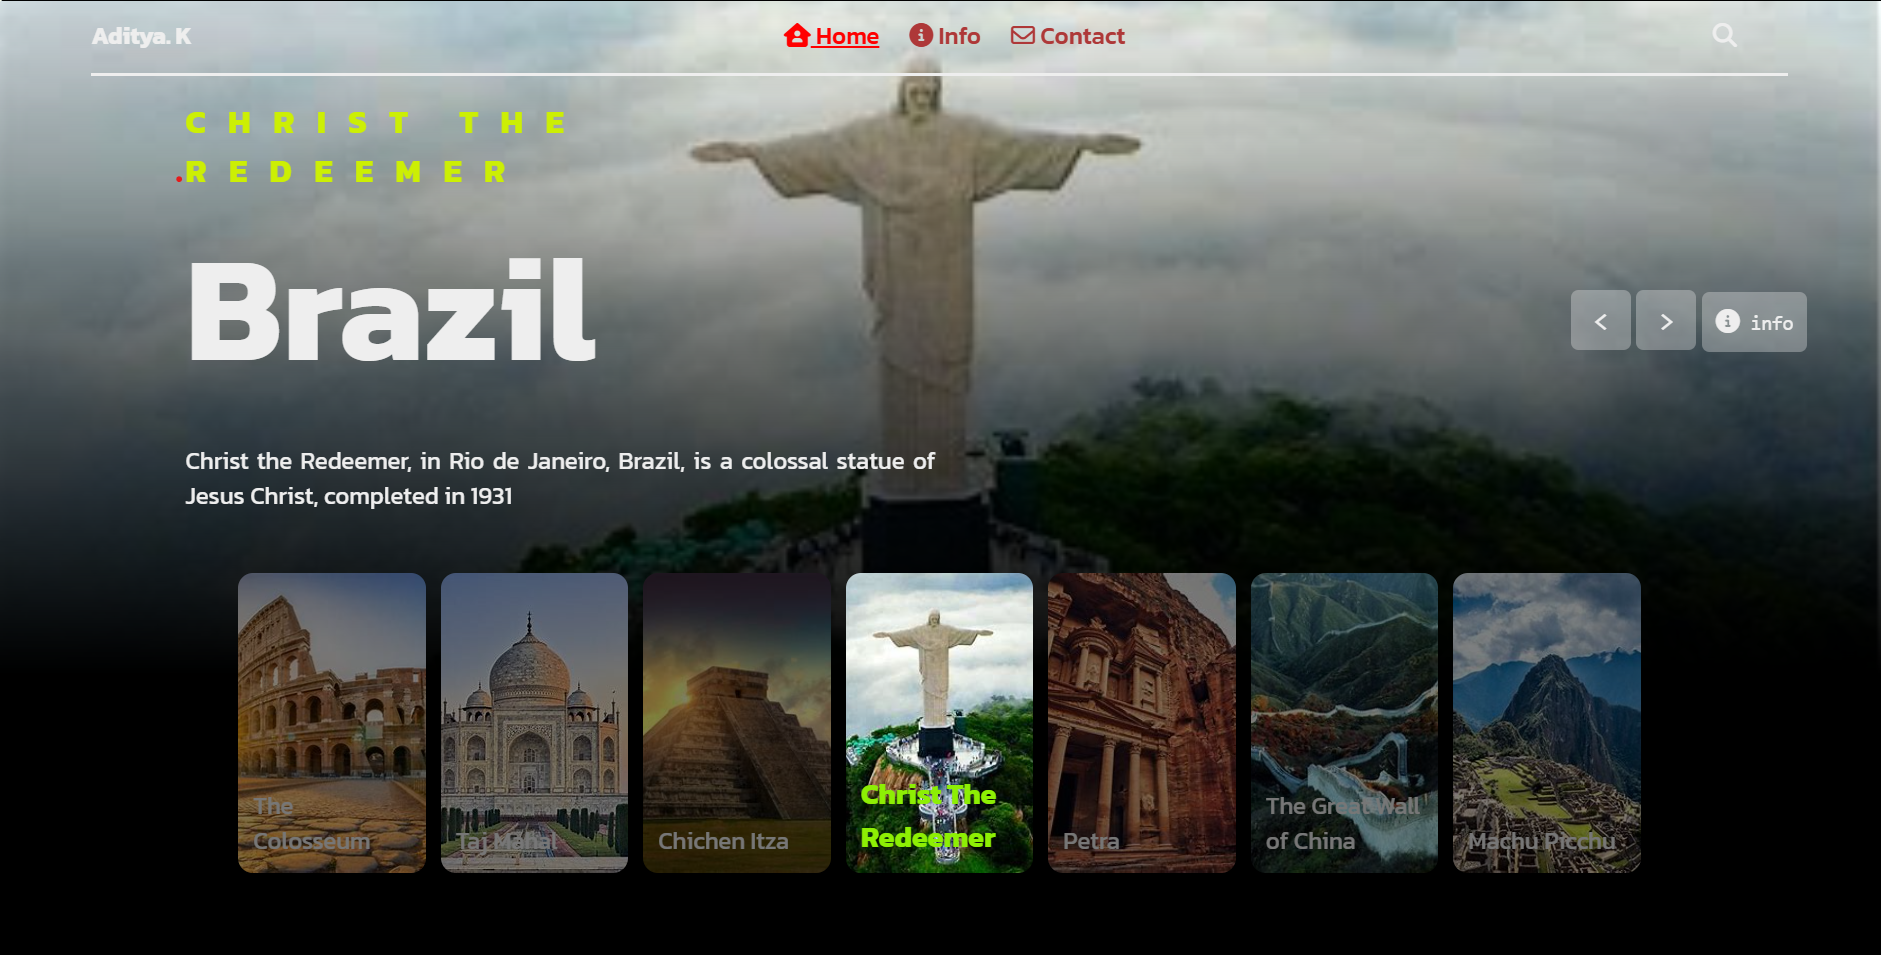 Aditya. K
Home
Info
Contact
CHRIST THE
.REDEEMER
Brazil
< > info
Christ the Redeemer, in Rio de Janeiro, Brazil, is a colossal statue of
Jesus Christ, completed in 1931
The
Colosseum
Taj Mahal
Chichen Itza
Christ The
Redeemer
Petra
The Great Wall
of China
Machu Picchu